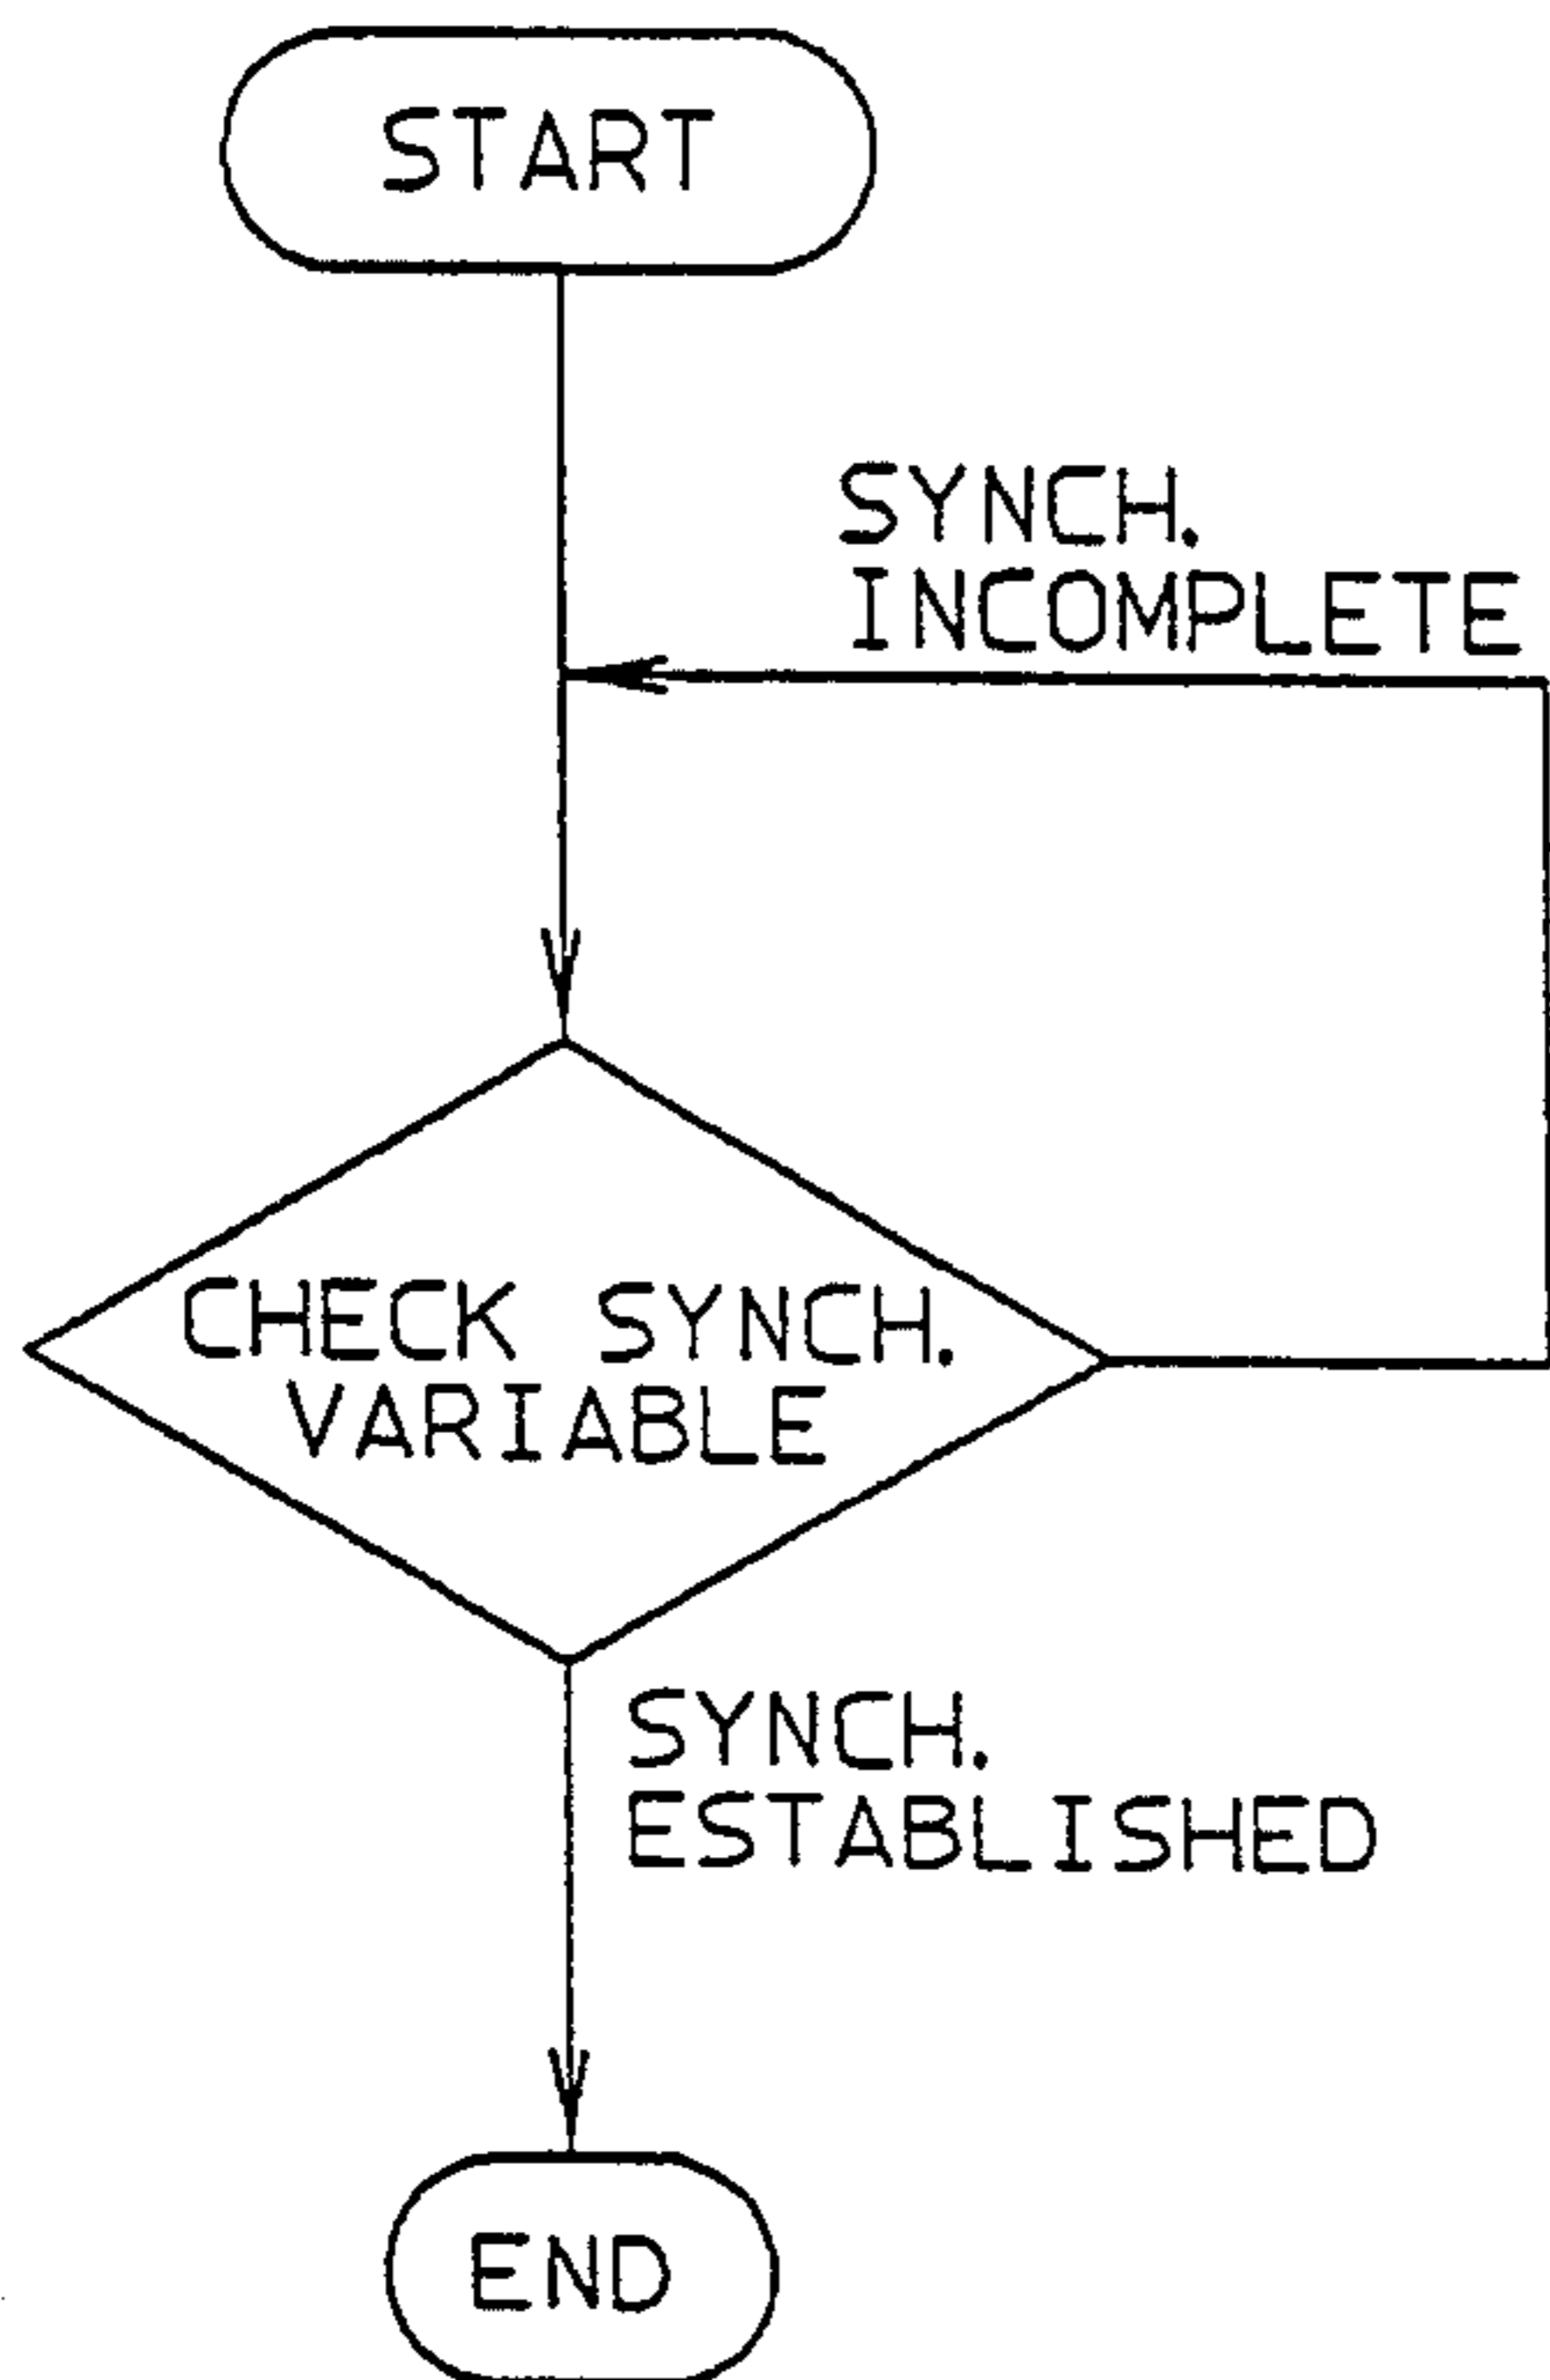 START
SYNCH.
INCOMPLETE
CHECK SYNCH.
VARIABLE
SYNCH.
ESTABLISHED
END